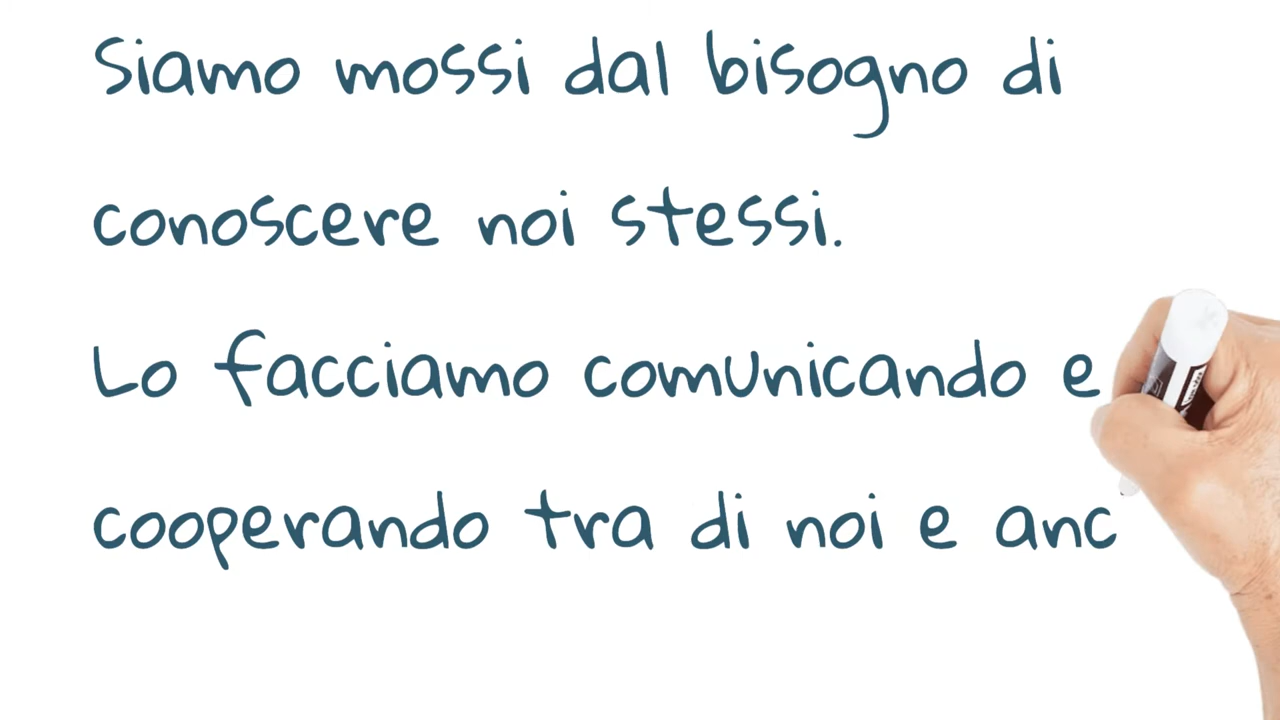 Siamo mossi dal bisogno di
conoscere noi stessi.
Lo facciamo comunicando e
cooperando tra di noi e anc